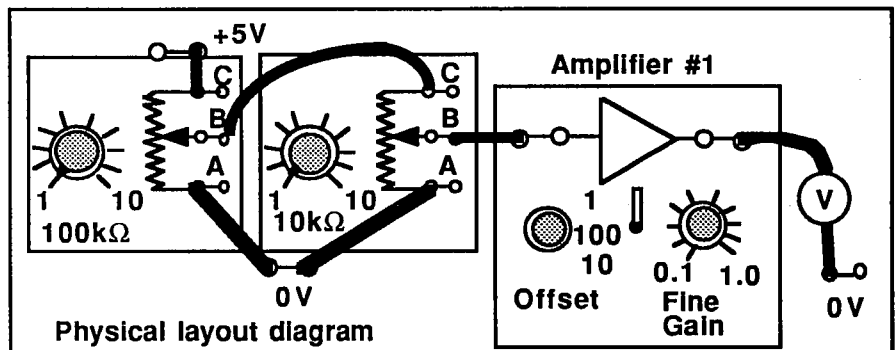 +5V
C
B
A
1 10
100kΩ
C
B
A
1 10
10kΩ
0V
Physical layout diagram
Amplifier #1
1
100
10
Offset
0.1 1.0
Fine
Gain
V
0V